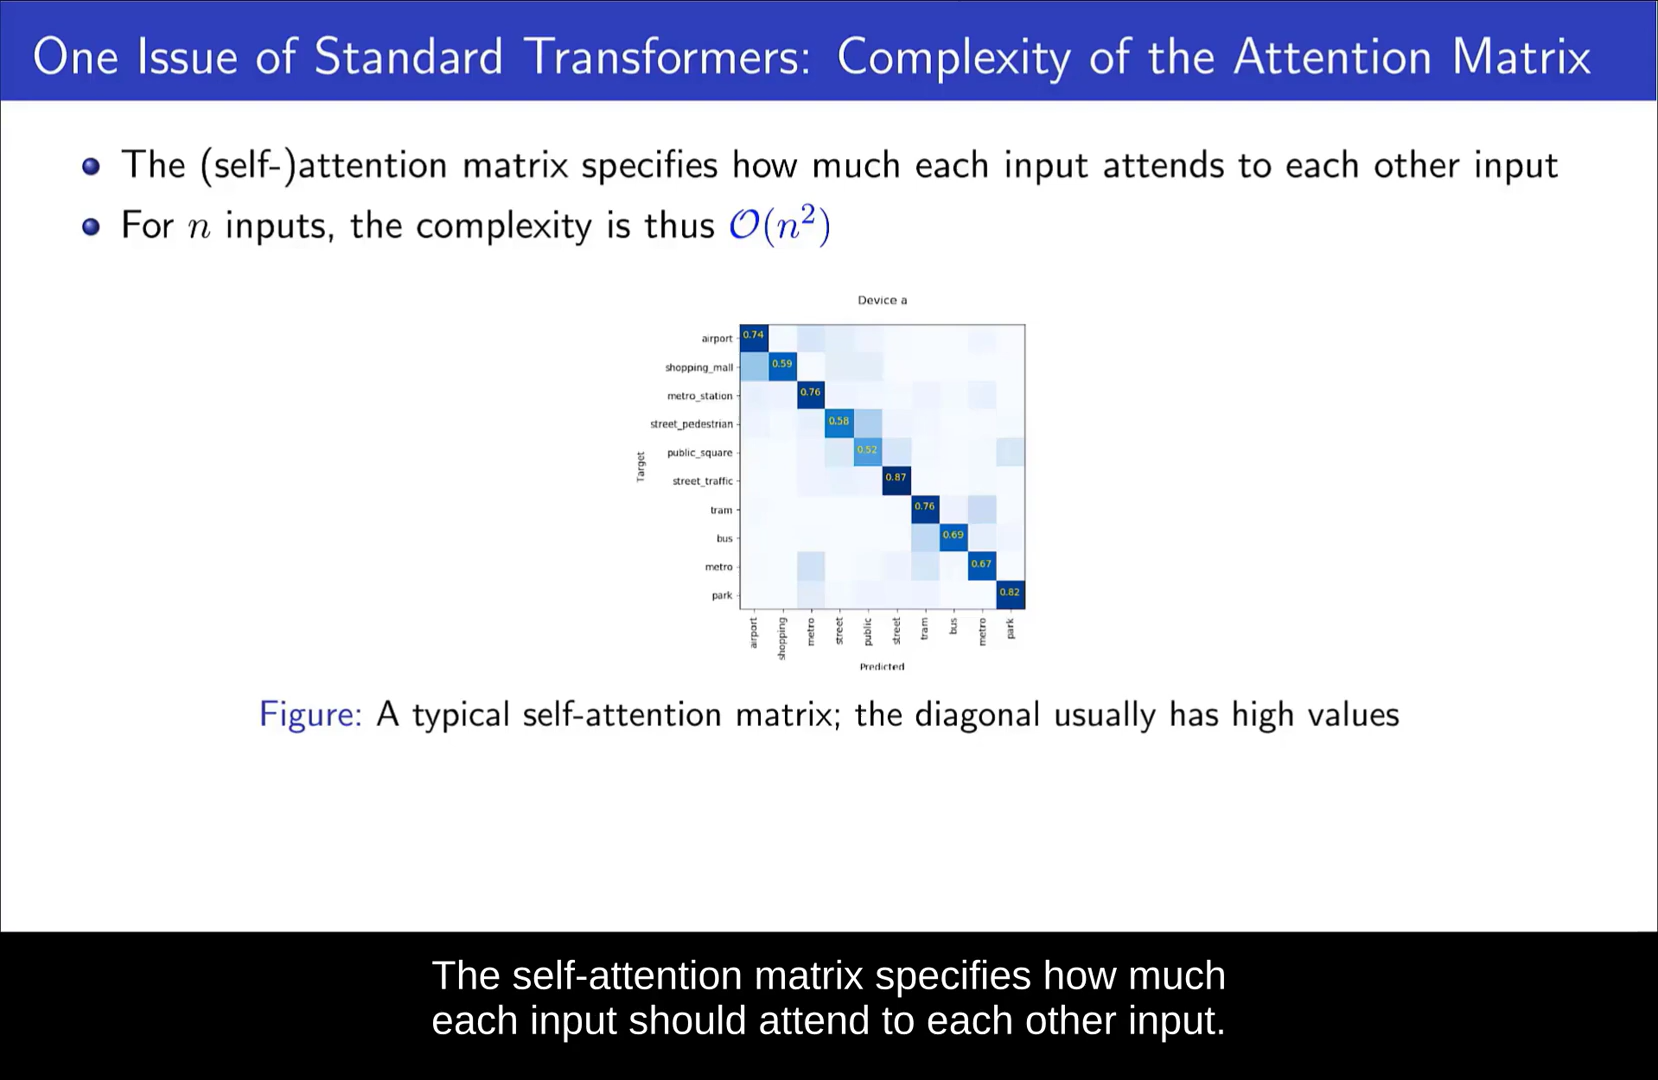 One Issue of Standard Transformers: Complexity of the Attention Matrix
The (self-)attention matrix specifies how much each input attends to each other input
For n inputs, the complexity is thus O(n²)
Device a
airport
shopping_mall
metro_station
street_pedestrian
public_square
street_traffic
tram
bus
metro
park
Target
0.74
0.59
0.76
0.58
0.52
0.87
0.76
0.69
0.67
0.82
airport
shopping
metro
street
public
street
tram
bus
metro
park
Predicted
Figure: A typical self-attention matrix; the diagonal usually has high values
The self-attention matrix specifies how much
each input should attend to each other input.